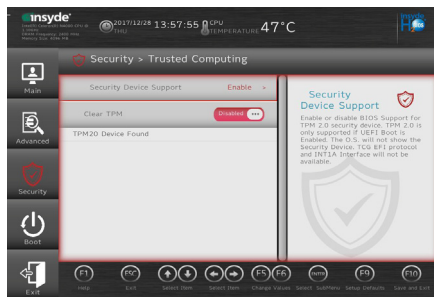 insyde
2017/12/28
THU
13:57:55
CPU
TEMPERATURE
47°C
Main
Advanced
Security
Boot
Exit
Security > Trusted Computing
Security Device Support Enable >
Clear TPM Disabled
TPM20 Device Found
Security
Device Support
Enable or disable BIOS Support for
TPM 2.0 security device. TPM 2.0 is
only supported if UEFI Boot is
Enabled. The O.S. will not show the
Security Device. TCG EFI protocol
and INT1A Interface will not be
available.
F1 ESC F5 F6 ENTER F9 F10
Help Exit Select Item Select Item Change Values Select SubMenu Setup Defaults Save and Exit